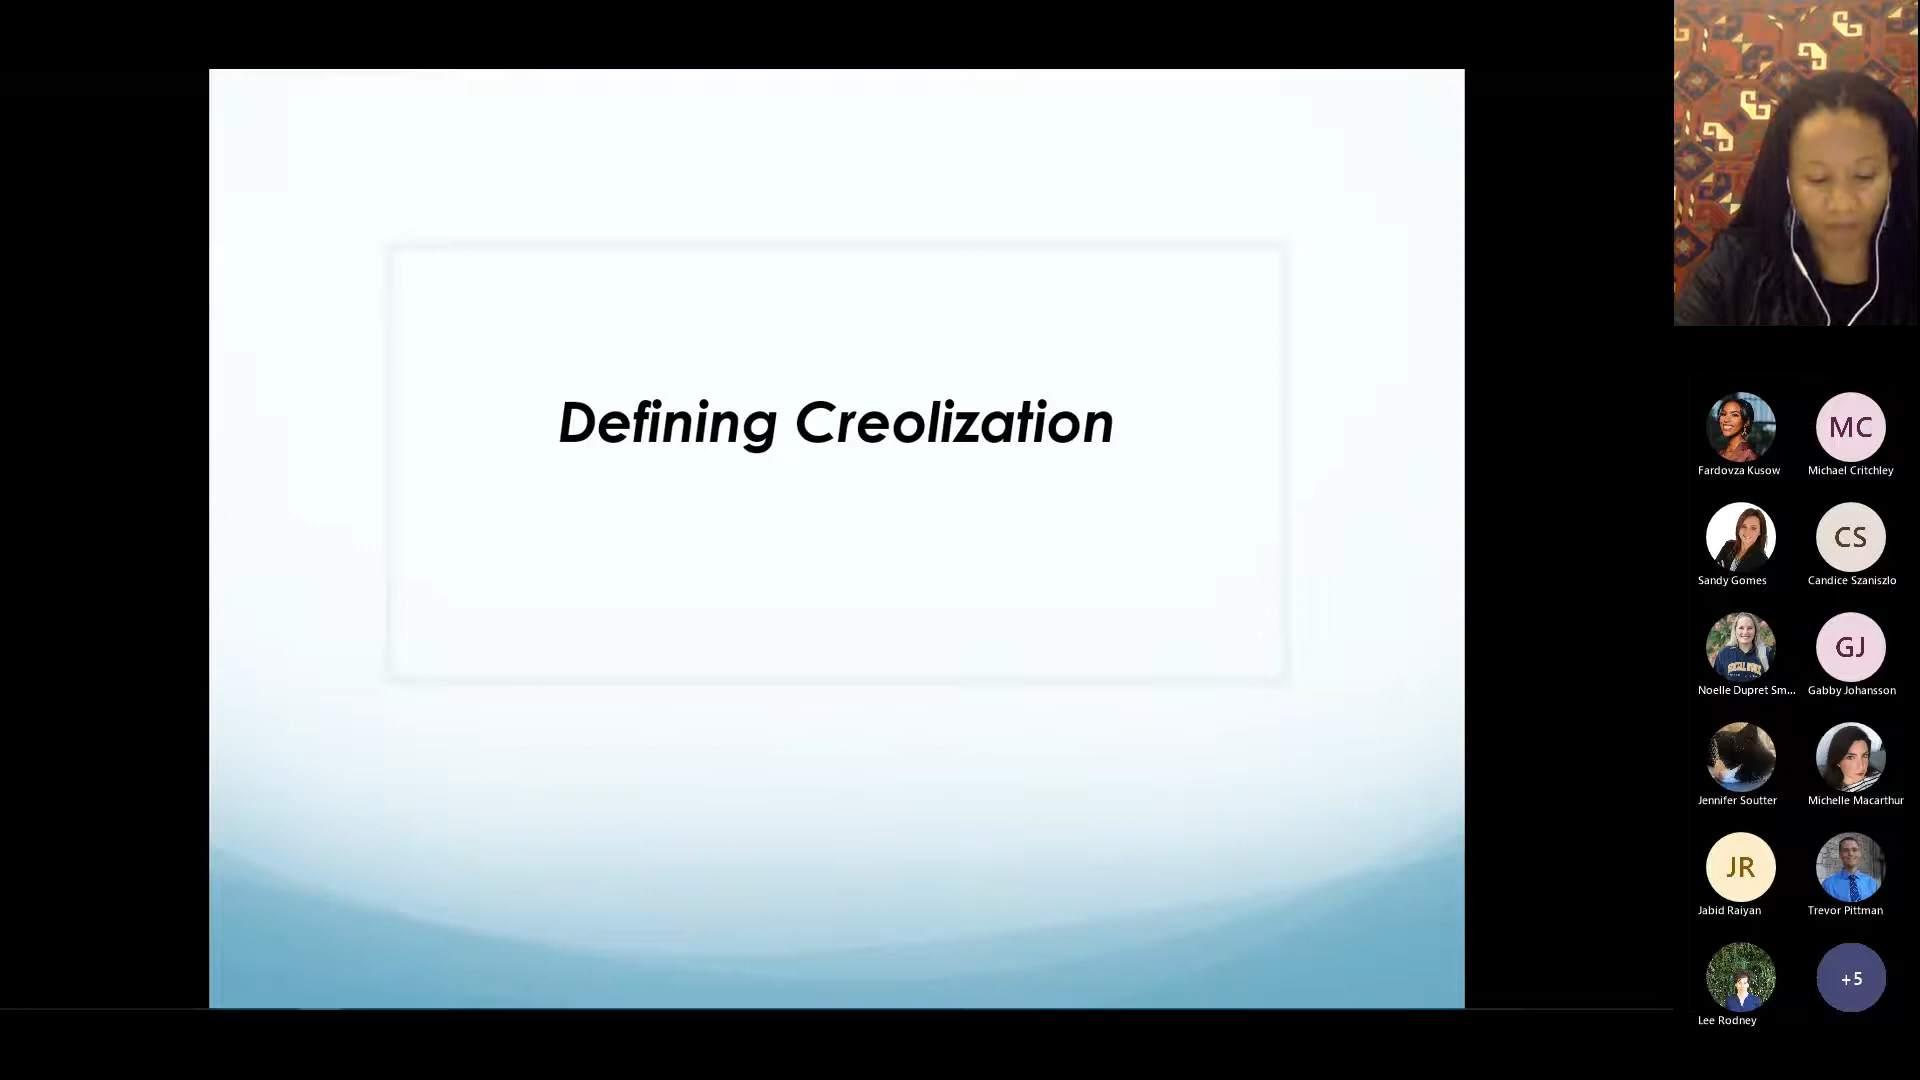 Defining Creolization
Fardovza Kusow
MC
Michael Critchley
Sandy Gomes
CS
Candice Szaniszlo
Noelle Dupret Sm...
GJ
Gabby Johansson
Jennifer Soutter
Michelle Macarthur
JR
Jabid Raiyan
Trevor Pittman
Lee Rodney
+5